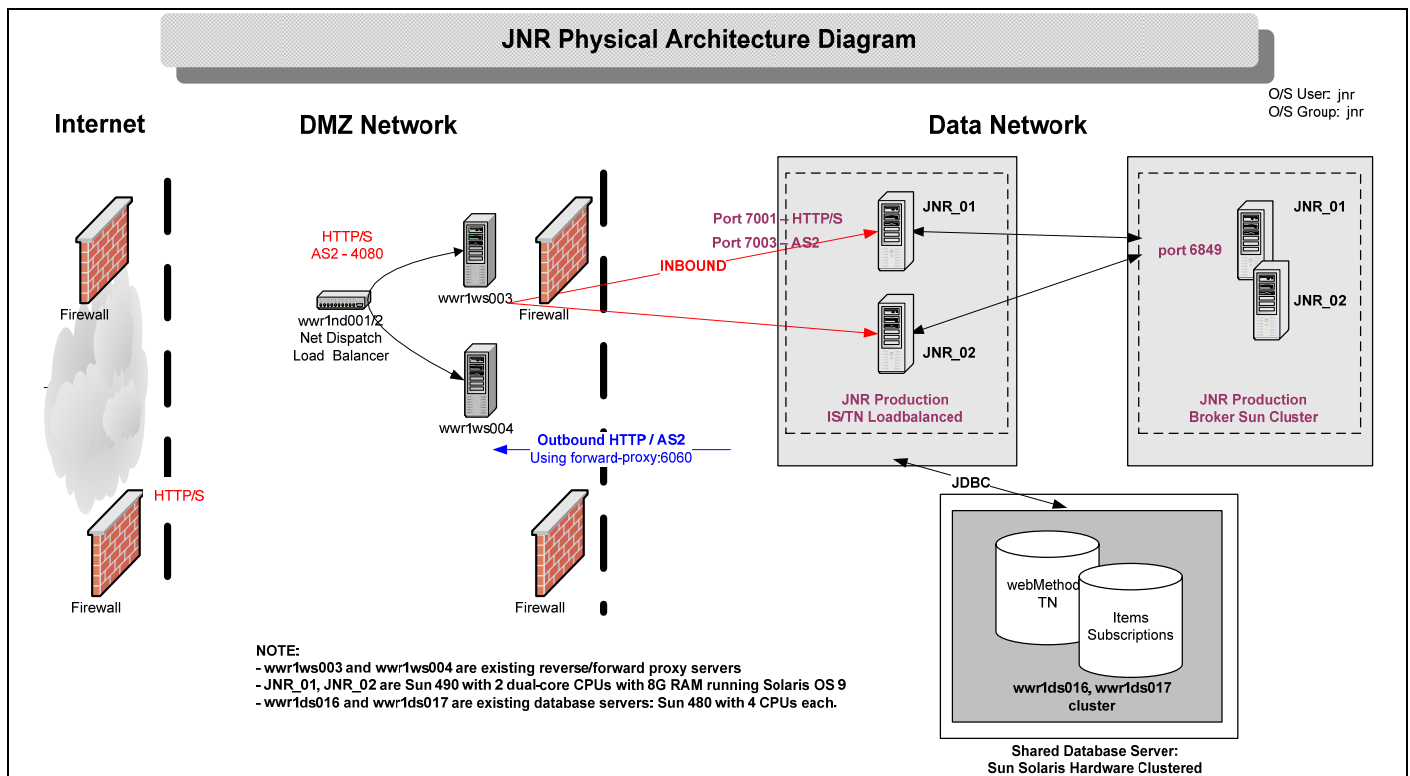 JNR Physical Architecture Diagram
O/S User: jnr
O/S Group: jnr
Internet
DMZ Network
Data Network
Firewall
HTTP/S
AS2 - 4080
wwr1ws003
wwr1nd001/2
Net Dispatch
Load Balancer
wwr1ws004
Firewall
Port 7001 – HTTP/S
Port 7003 – AS2
INBOUND
JNR_01
JNR_02
JNR Production
IS/TN Loadbalanced
port 6849
JNR_01
JNR_02
JNR Production
Broker Sun Cluster
Outbound HTTP / AS2
Using forward-proxy:6060
HTTP/S
Firewall
Firewall
JDBC
webMethod
TN
Items
Subscriptions
wwr1ds016, wwr1ds017
cluster
Shared Database Server:
Sun Solaris Hardware Clustered
NOTE:
- wwr1ws003 and wwr1ws004 are existing reverse/forward proxy servers
- JNR_01, JNR_02 are Sun 490 with 2 dual-core CPUs with 8G RAM running Solaris OS 9
- wwr1ds016 and wwr1ds017 are existing database servers: Sun 480 with 4 CPUs each.